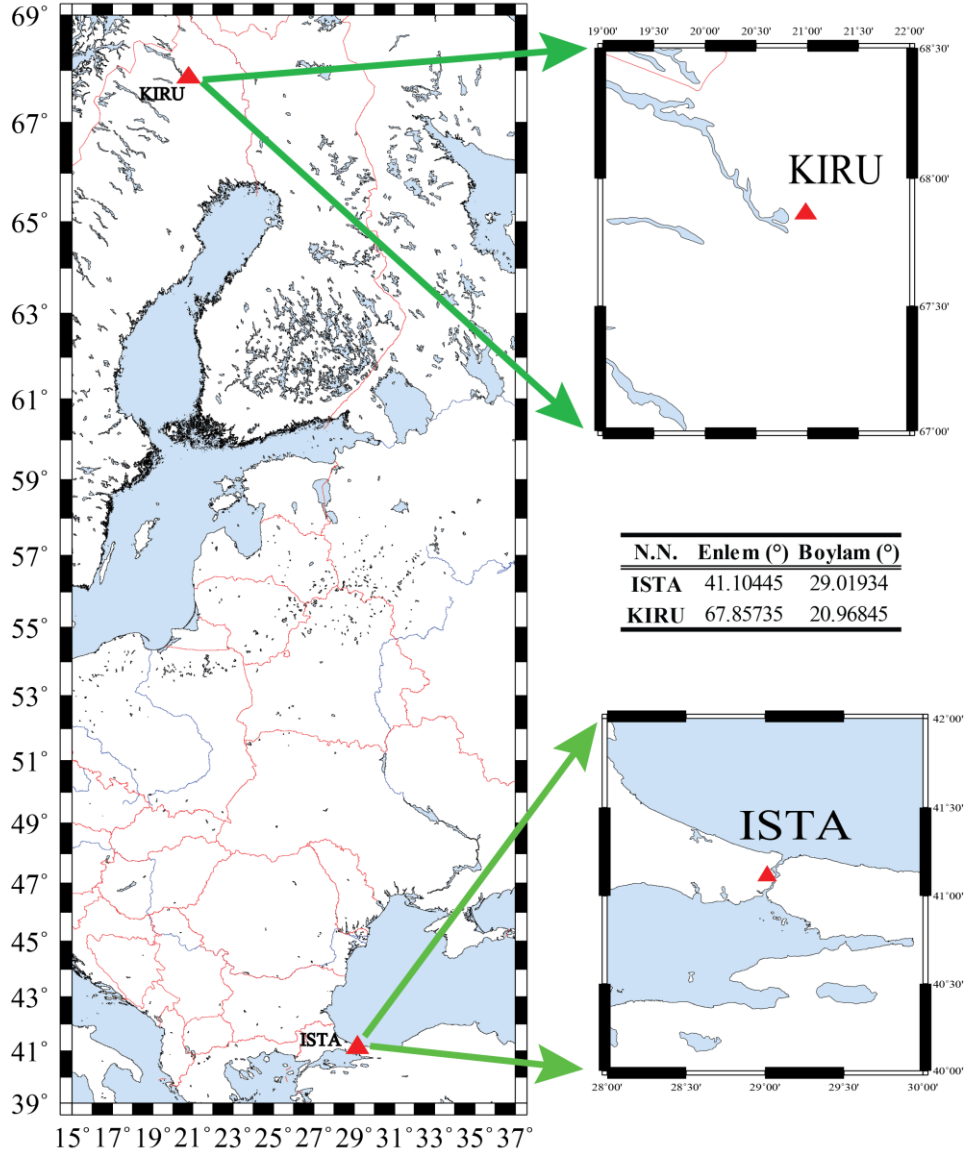 69°
67°
65°
63°
61°
59°
57°
55°
53°
51°
49°
47°
45°
43°
41°
39°
15° 17° 19° 21° 23° 25° 27° 29° 31° 33° 35° 37°
KIRU
ISTA
19°00' 19°30' 20°00' 20°30' 21°00' 21°30' 22°00'
68°30'
68°00'
67°30'
67°00'
KIRU
N.N. Enlem (°) Boylam (°)
ISTA 41.10445 29.01934
KIRU 67.85735 20.96845
42°00'
41°30'
41°00'
40°30'
40°00'
ISTA
28°00' 28°30' 29°00' 29°30' 30°00'